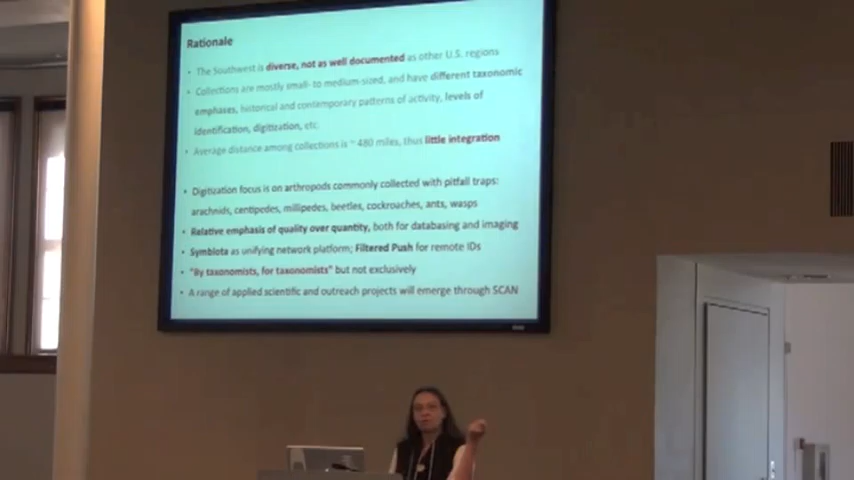 Rationale
• The Southwest is diverse, not as well documented as other U.S. regions
• Collections are mostly small- to medium-sized, and have different taxonomic
emphases, historical and contemporary patterns of activity, levels of
identification, digitization, etc.
• Average distance among collections is ~ 480 miles, thus little integration
• Digitization focus is on arthropods commonly collected with pitfall traps:
arachnids, centipedes, millipedes, beetles, cockroaches, ants, wasps
• Relative emphasis of quality over quantity, both for databasing and imaging
• Symbiota as unifying network platform; Filtered Push for remote IDs
• "By taxonomists, for taxonomists" but not exclusively
• A range of applied scientific and outreach projects will emerge through SCAN